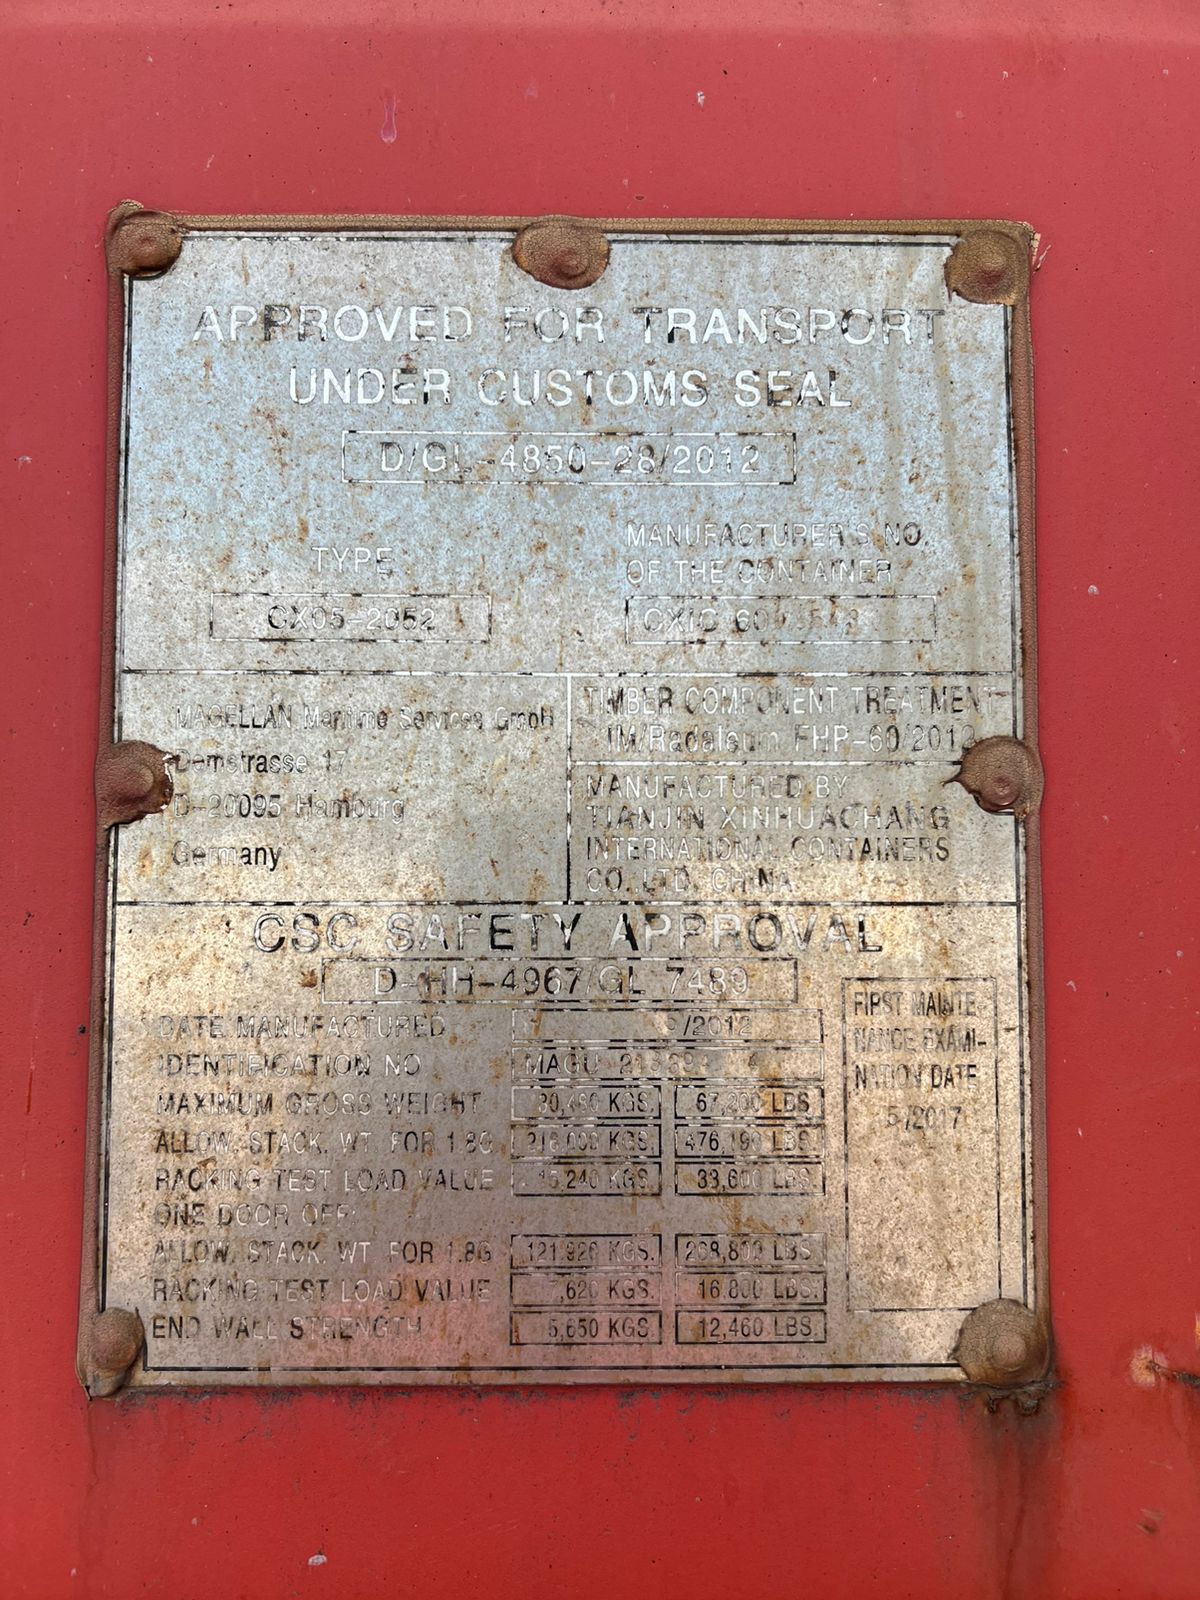 APPROVED FOR TRANSPORT
UNDER CUSTOMS SEAL
D/GL-4850-28/2012
TYPE
CX05-2052
MANUFACTURER'S NO.
OF THE CONTAINER
CXIC
MAGELLAN Maritime Services GmbH
Domstrasse 17
D-20095 Hamburg
Germany
TIMBER COMPONENT TREATMENT
IM/Radaleum FHP-60/2012
MANUFACTURED BY
TIANJIN XINHUACHANG
INTERNATIONAL CONTAINERS
CO. LTD. CHINA
CSC SAFETY APPROVAL
D-HH-4967/GL 7489
DATE MANUFACTURED 5/2012
IDENTIFICATION NO MAGU
MAXIMUM GROSS WEIGHT 30,480 KGS. 67,200 LBS.
ALLOW. STACK. WT. FOR 1.8G 216,000 KGS. 476,190 LBS.
RACKING TEST LOAD VALUE 15,240 KGS. 33,600 LBS.
ONE DOOR OFF:
ALLOW. STACK. WT. FOR 1.8G 121,920 KGS. 268,800 LBS.
RACKING TEST LOAD VALUE 7,620 KGS. 16,800 LBS.
END WALL STRENGTH 5,650 KGS. 12,460 LBS.
FIRST MAINTE-
NANCE EXAMI-
NATION DATE
5/2017